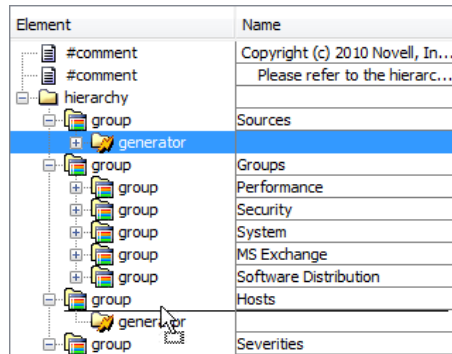 Element Name
#comment Copyright (c) 2010 Novell, In...
#comment Please refer to the hierarc...
hierarchy
group Sources
generator
group Groups
group Performance
group Security
group System
group MS Exchange
group Software Distribution
group Hosts
generator
group Severities